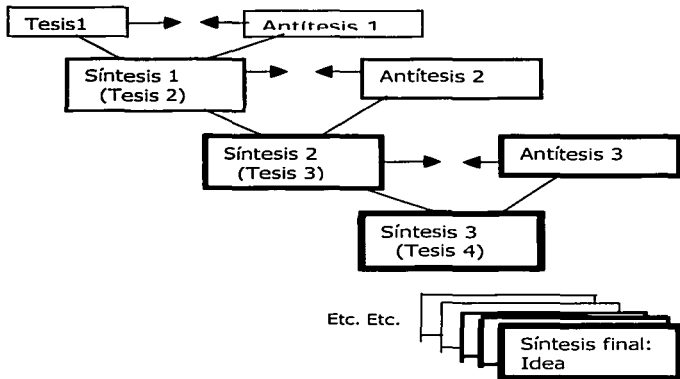 Tesis1
Antítesis 1
Síntesis 1
(Tesis 2)
Antítesis 2
Síntesis 2
(Tesis 3)
Antítesis 3
Síntesis 3
(Tesis 4)
Etc. Etc.
Síntesis final:
Idea